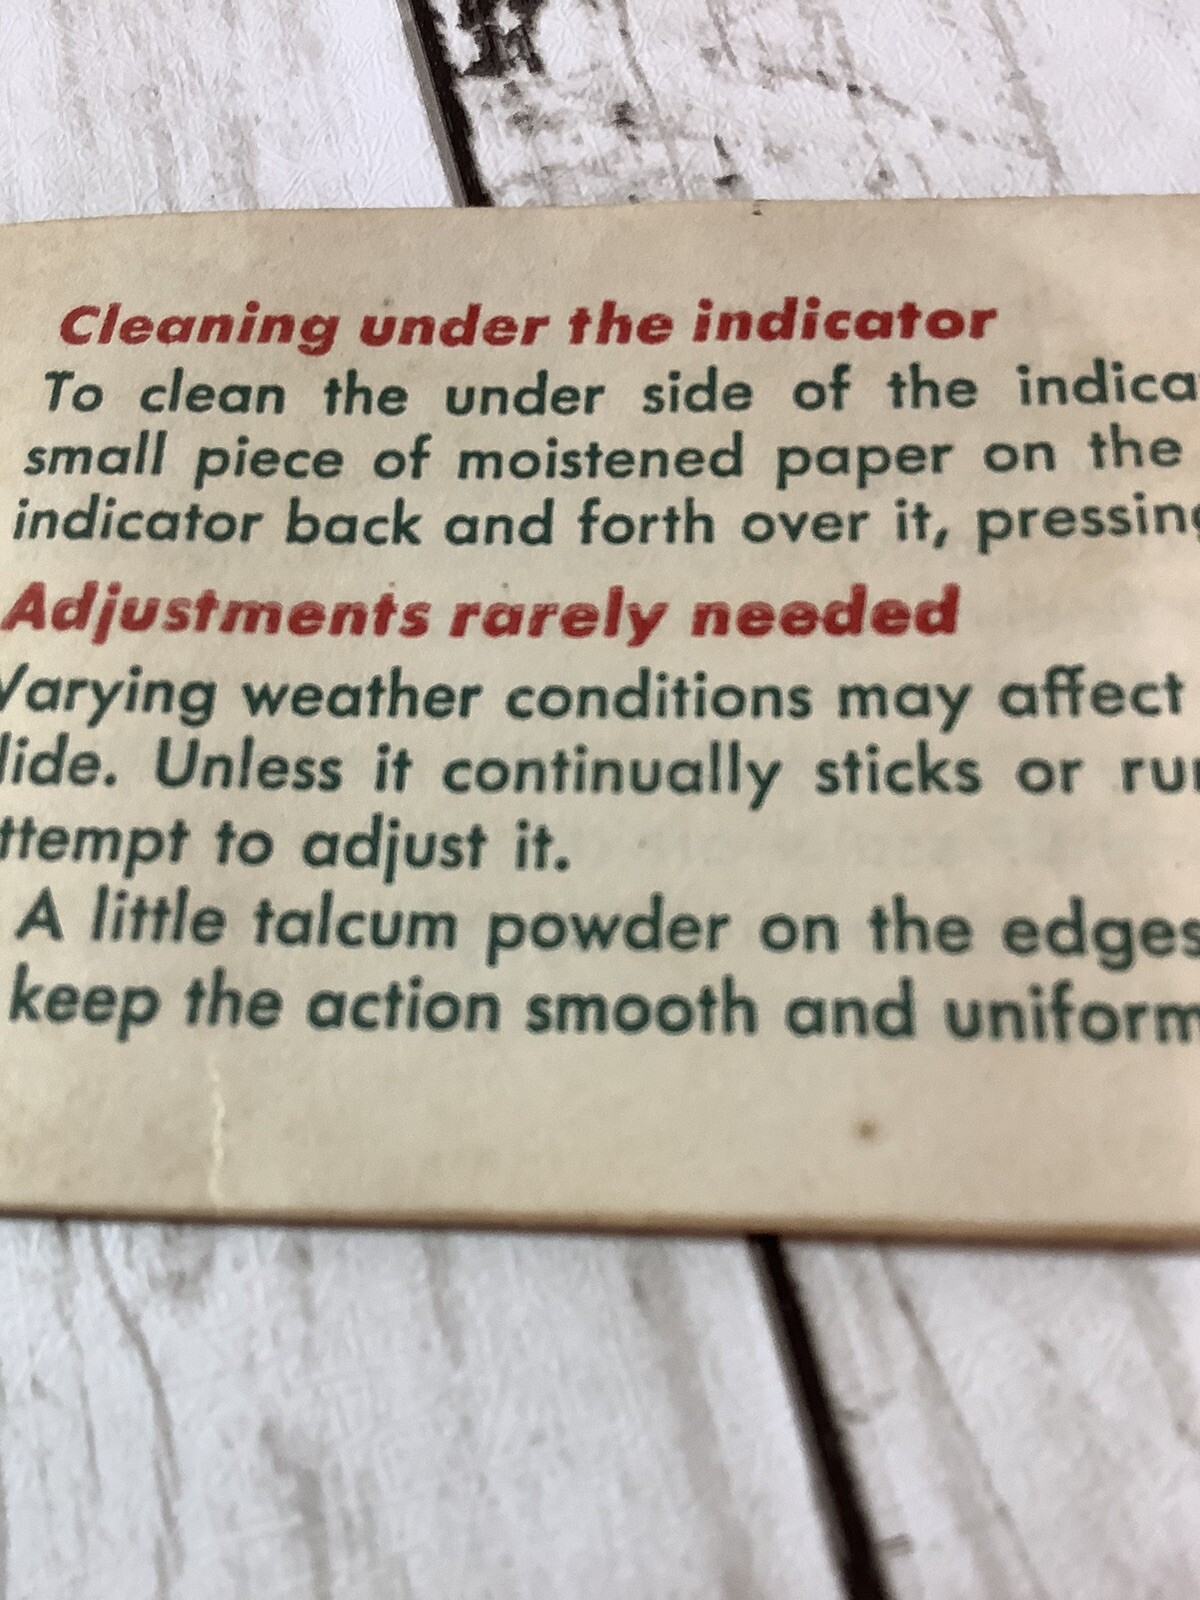 Cleaning under the indicator
To clean the under side of the indica
small piece of moistened paper on the
indicator back and forth over it, pressing
Adjustments rarely needed
Varying weather conditions may affect
lide. Unless it continually sticks or ru
ttempt to adjust it.
A little talcum powder on the edges
keep the action smooth and uniform